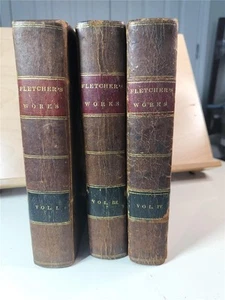 FLETCHER'S
WORKS.
VOL. I.
FLETCHER'S
WORKS.
VOL. III
FLETCHER'S
WORKS.
VOL. IV